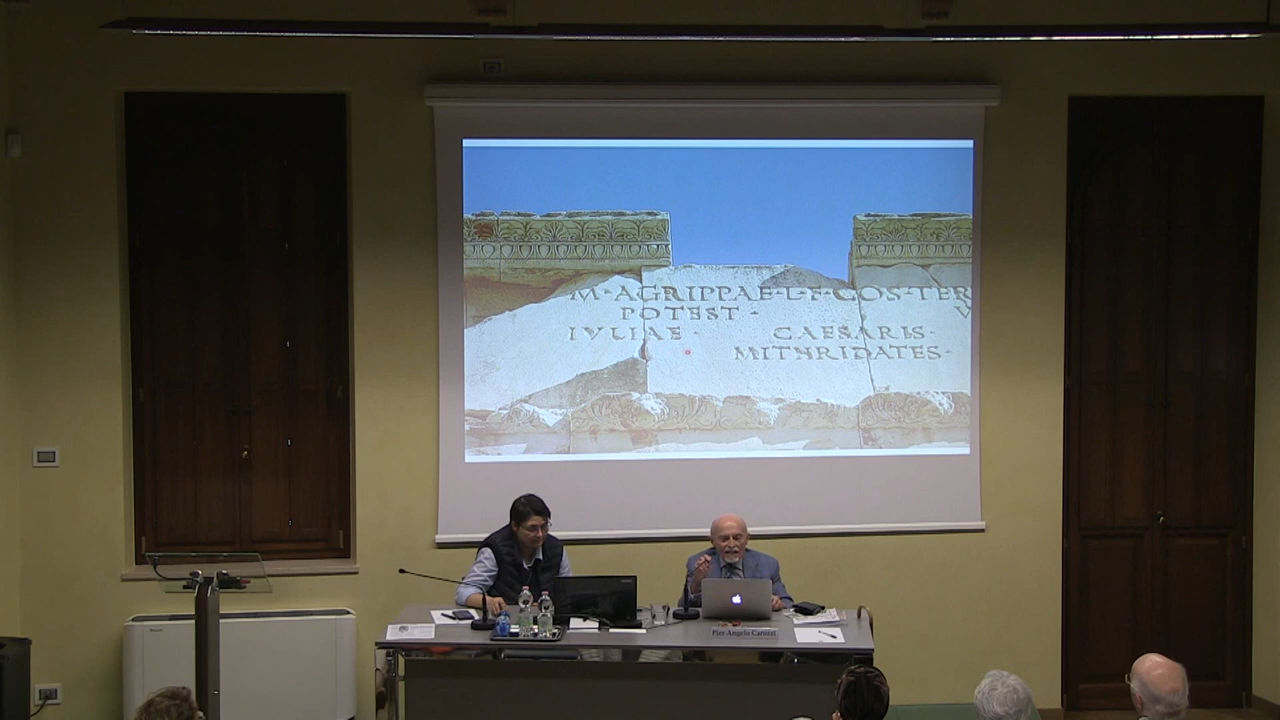 M·AGRIPPAE·L·F·COS·TER
POTEST ·
IVLIAE · CAESARIS·
MITHRIDATES·
Pier Angelo Carozzi